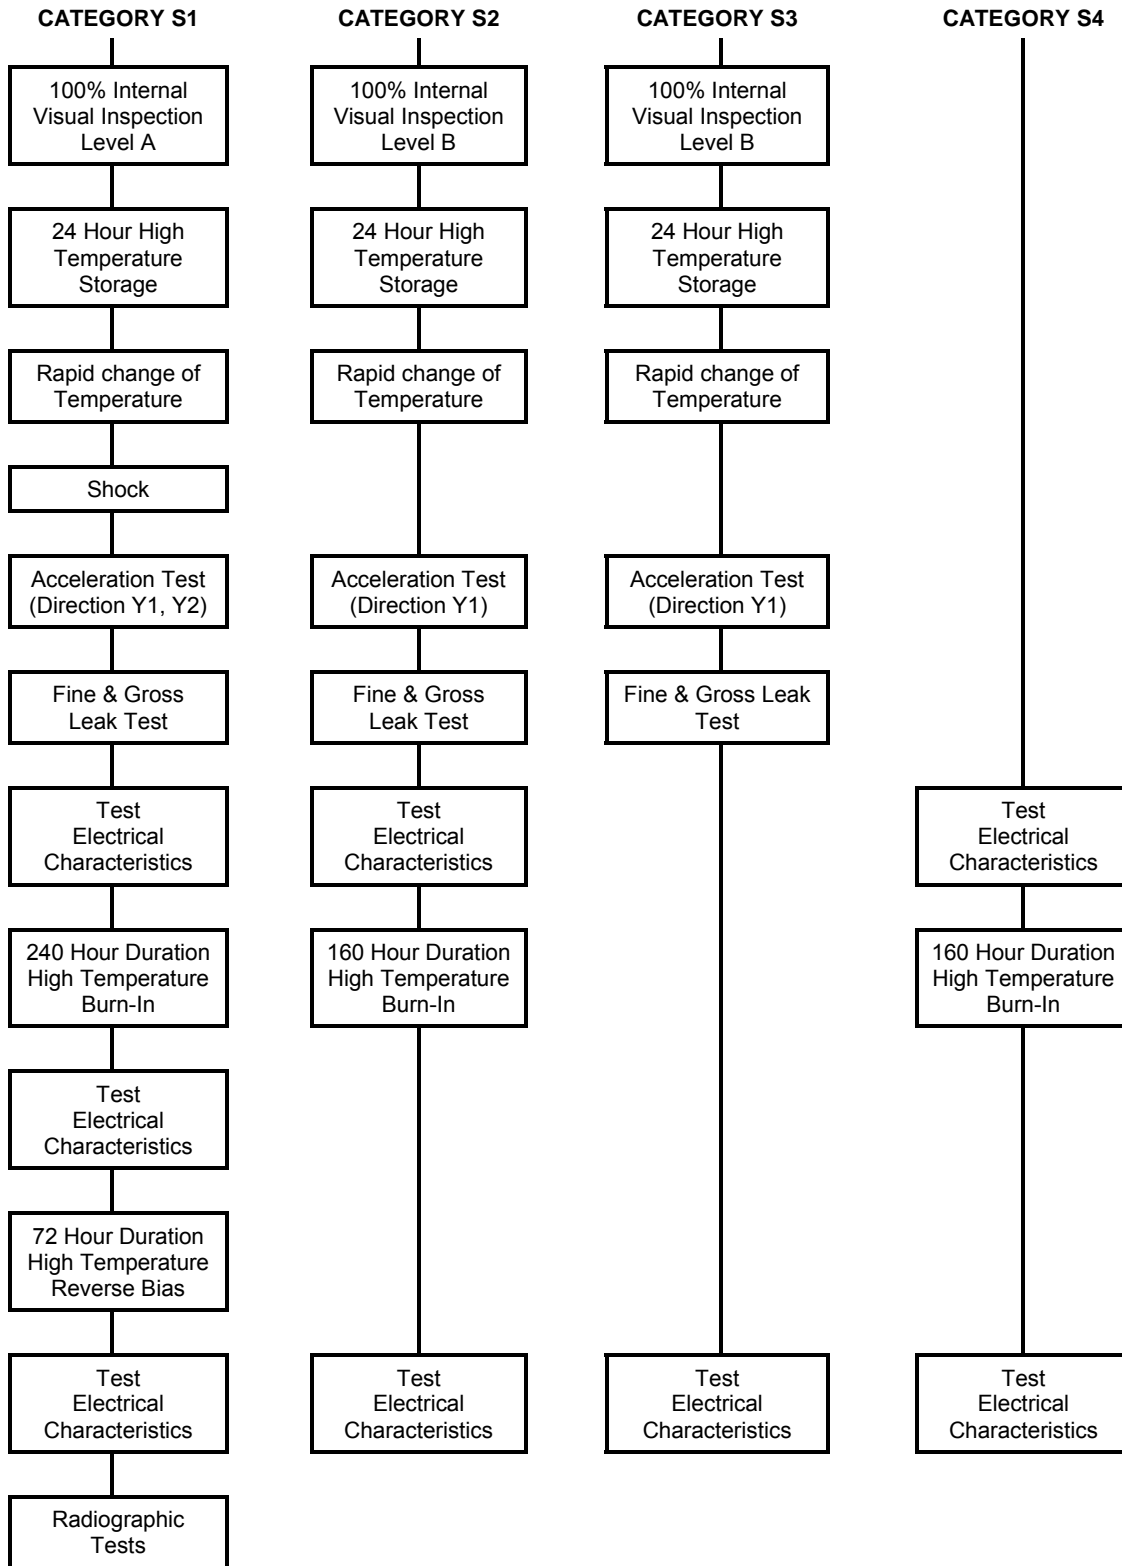 CATEGORY S1
100% Internal
Visual Inspection
Level A
24 Hour High
Temperature
Storage
Rapid change of
Temperature
Shock
Acceleration Test
(Direction Y1, Y2)
Fine & Gross
Leak Test
Test
Electrical
Characteristics
240 Hour Duration
High Temperature
Burn-In
Test
Electrical
Characteristics
72 Hour Duration
High Temperature
Reverse Bias
Test
Electrical
Characteristics
Radiographic
Tests
CATEGORY S2
100% Internal
Visual Inspection
Level B
24 Hour High
Temperature
Storage
Rapid change of
Temperature
Acceleration Test
(Direction Y1)
Fine & Gross
Leak Test
Test
Electrical
Characteristics
160 Hour Duration
High Temperature
Burn-In
Test
Electrical
Characteristics
CATEGORY S3
100% Internal
Visual Inspection
Level B
24 Hour High
Temperature
Storage
Rapid change of
Temperature
Acceleration Test
(Direction Y1)
Fine & Gross Leak
Test
Test
Electrical
Characteristics
CATEGORY S4
Test
Electrical
Characteristics
160 Hour Duration
High Temperature
Burn-In
Test
Electrical
Characteristics